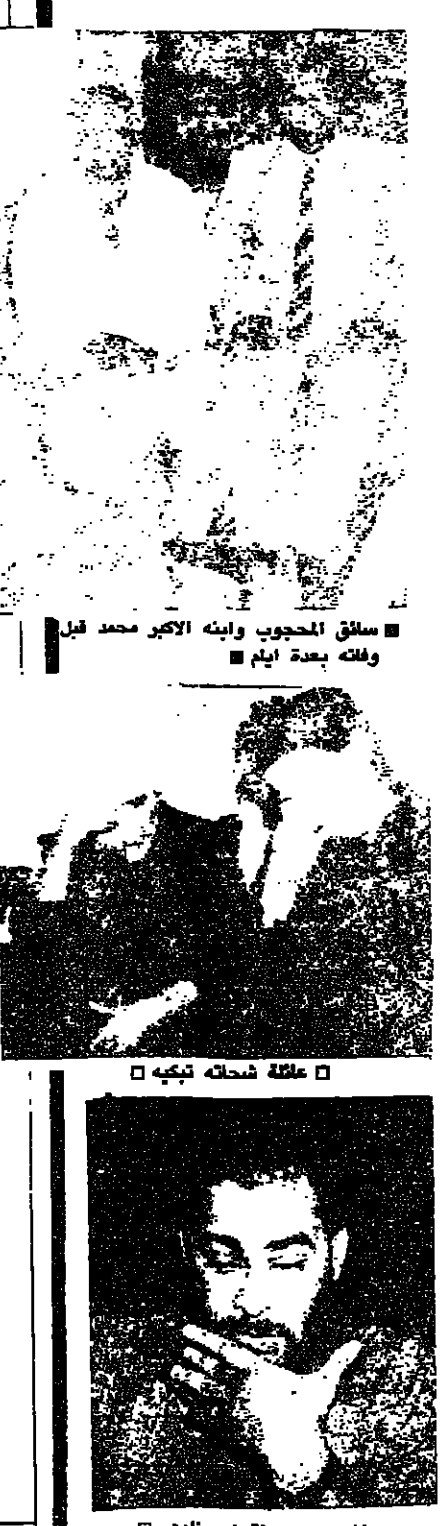 ■ سائق المحجوب وابنه الاكبر محمد قبل
وفاته بعدة ايام ■
□ عائلة شحاته تبكيه □